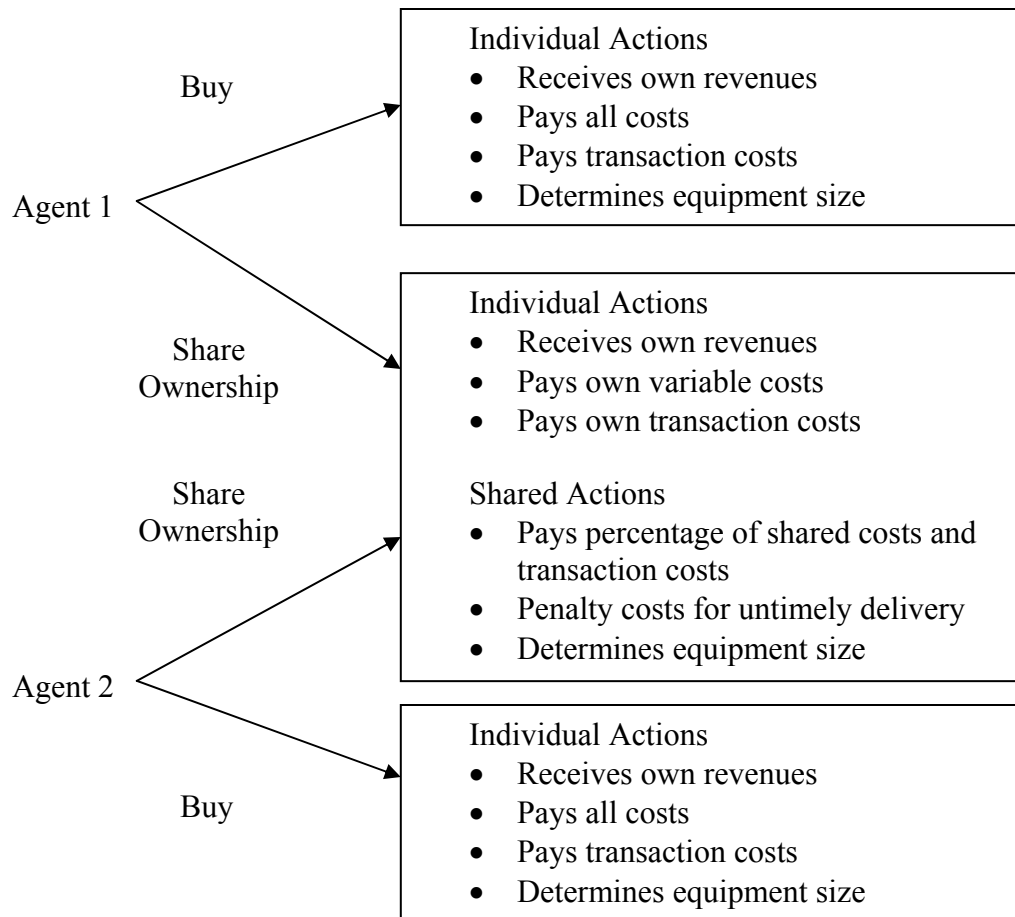 Individual Actions
• Receives own revenues
Buy
• Pays all costs
• Pays transaction costs
Agent 1
• Determines equipment size
Individual Actions
• Receives own revenues
Share
Ownership
• Pays own variable costs
• Pays own transaction costs
Share
Ownership
Shared Actions
• Pays percentage of shared costs and
transaction costs
• Penalty costs for untimely delivery
• Determines equipment size
Agent 2
Individual Actions
• Receives own revenues
Buy
• Pays all costs
• Pays transaction costs
• Determines equipment size